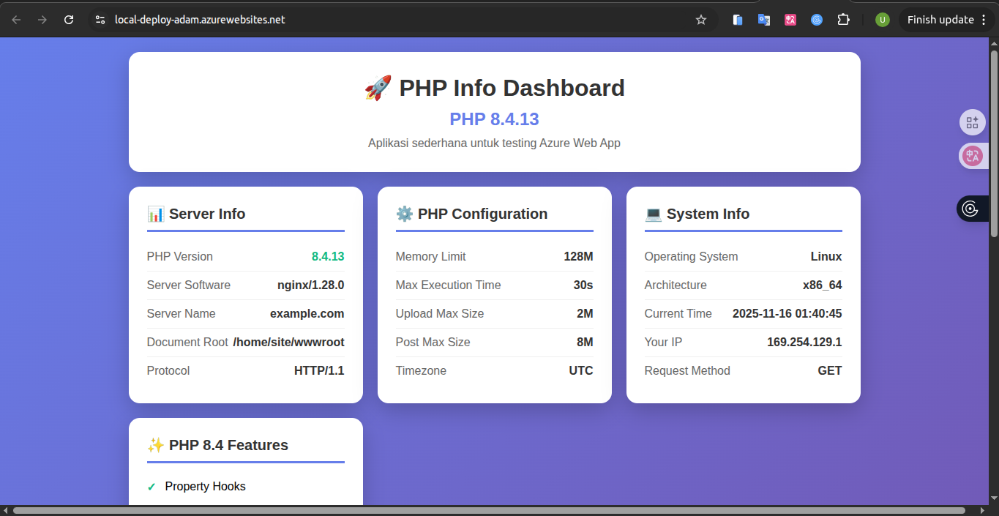 local-deploy-adam.azurewebsites.net
U
Finish update
🚀 PHP Info Dashboard
PHP 8.4.13
Aplikasi sederhana untuk testing Azure Web App
📊 Server Info
PHP Version 8.4.13
Server Software nginx/1.28.0
Server Name example.com
Document Root /home/site/wwwroot
Protocol HTTP/1.1
⚙️ PHP Configuration
Memory Limit 128M
Max Execution Time 30s
Upload Max Size 2M
Post Max Size 8M
Timezone UTC
💻 System Info
Operating System Linux
Architecture x86_64
Current Time 2025-11-16 01:40:45
Your IP 169.254.129.1
Request Method GET
✨ PHP 8.4 Features
✓ Property Hooks